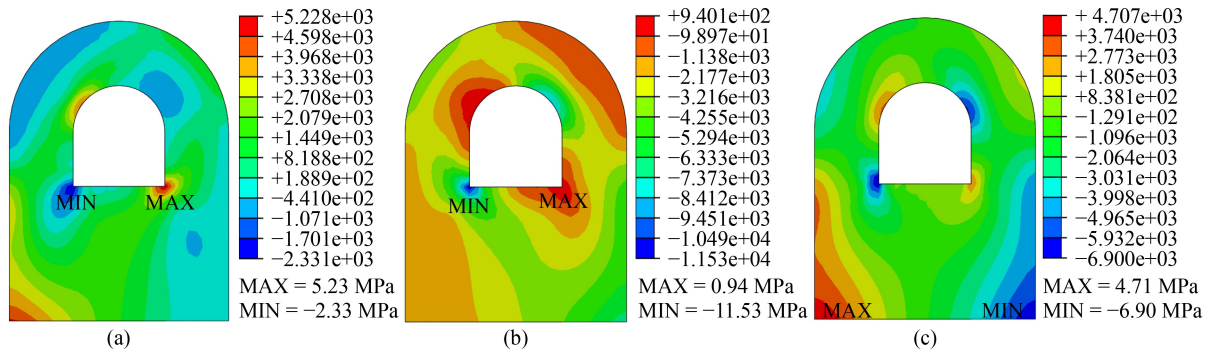 +5.228e+03
+4.598e+03
+3.968e+03
+3.338e+03
+2.708e+03
+2.079e+03
+1.449e+03
+8.188e+02
+1.889e+02
−4.410e+02
−1.071e+03
−1.701e+03
−2.331e+03
MIN
MAX
MAX = 5.23 MPa
MIN = −2.33 MPa
(a)
+9.401e+02
−9.897e+01
−1.138e+03
−2.177e+03
−3.216e+03
−4.255e+03
−5.294e+03
−6.333e+03
−7.373e+03
−8.412e+03
−9.451e+03
−1.049e+04
−1.153e+04
MIN
MAX
MAX = 0.94 MPa
MIN = −11.53 MPa
(b)
+ 4.707e+03
+3.740e+03
+2.773e+03
+1.805e+03
+8.381e+02
−1.291e+02
−1.096e+03
−2.064e+03
−3.031e+03
−3.998e+03
−4.965e+03
−5.932e+03
−6.900e+03
MAX
MIN
MAX = 4.71 MPa
MIN = −6.90 MPa
(c)